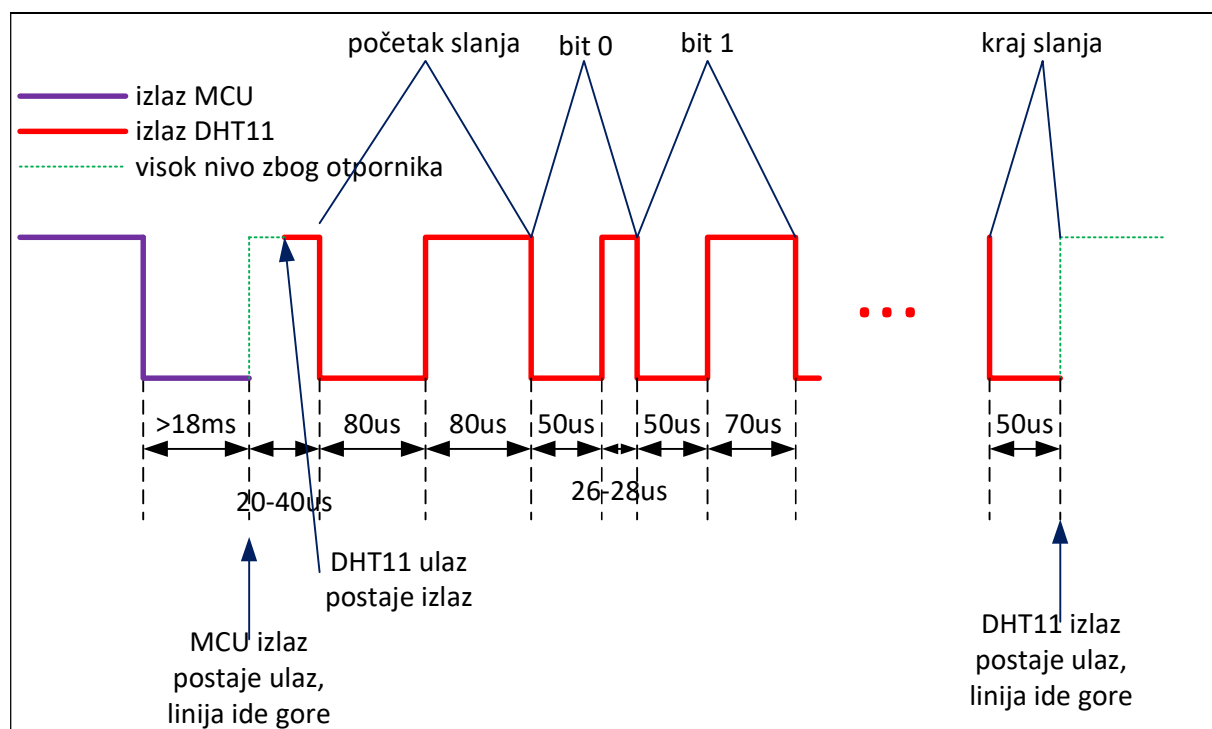 početak slanja
bit 0
bit 1
kraj slanja
izlaz MCU
izlaz DHT11
visok nivo zbog otpornika
>18ms
80us
80us
50us
50us
70us
50us
20-40us
26-28us
DHT11 ulaz
postaje izlaz
MCU izlaz
postaje ulaz,
linija ide gore
DHT11 izlaz
postaje ulaz,
linija ide gore